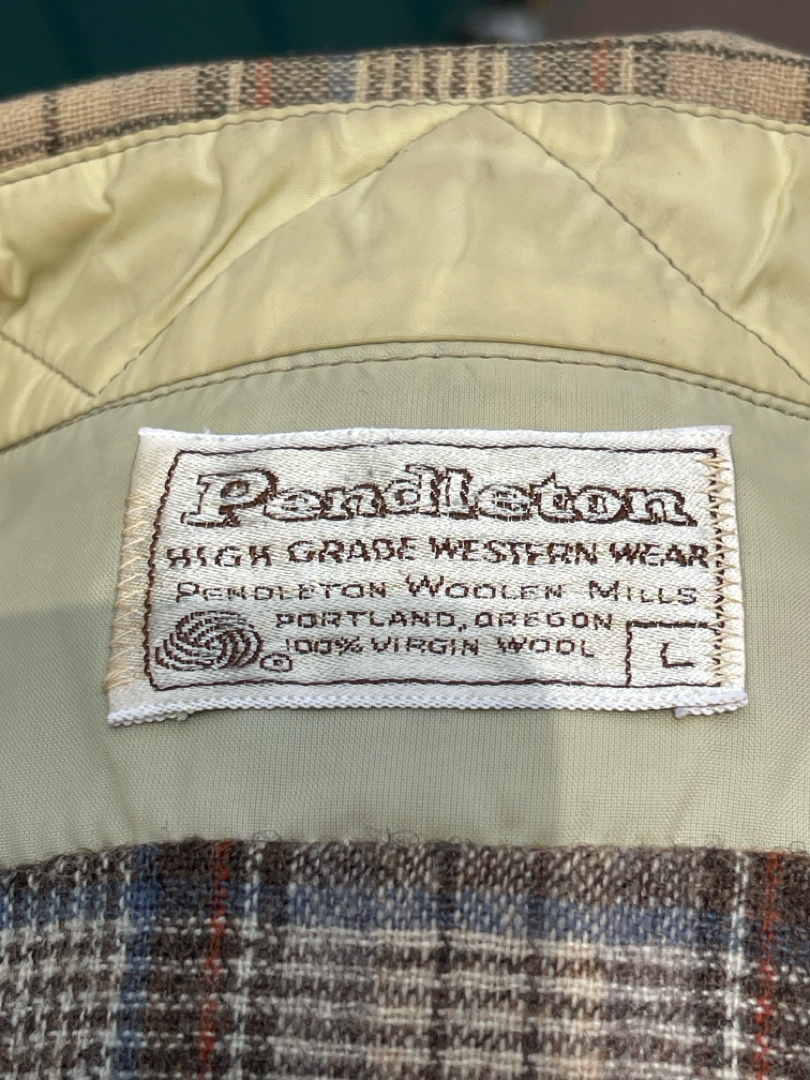 Pendleton
HIGH GRADE WESTERN WEAR
PENDLETON WOOLEN MILLS
PORTLAND, OREGON
100% VIRGIN WOOL
L
®